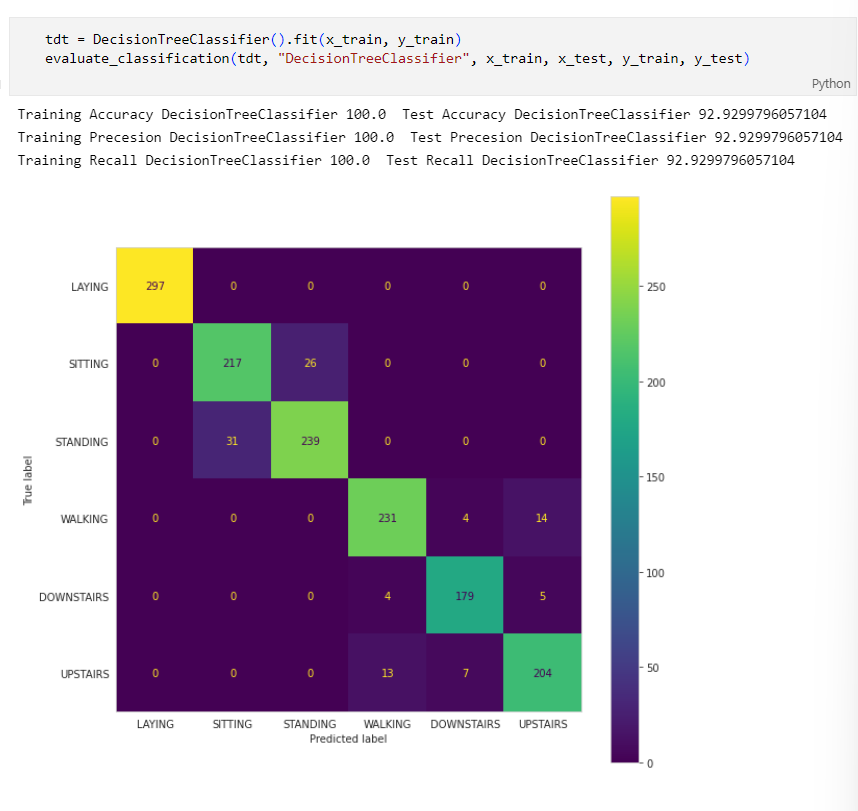 tdt = DecisionTreeClassifier().fit(x_train, y_train)
evaluate_classification(tdt, "DecisionTreeClassifier", x_train, x_test, y_train, y_test)
Python
Training Accuracy DecisionTreeClassifier 100.0  Test Accuracy DecisionTreeClassifier 92.9299796057104
Training Precesion DecisionTreeClassifier 100.0  Test Precesion DecisionTreeClassifier 92.9299796057104
Training Recall DecisionTreeClassifier 100.0  Test Recall DecisionTreeClassifier 92.9299796057104
LAYING 297 0 0 0 0 0
SITTING 0 217 26 0 0 0
STANDING 0 31 239 0 0 0
WALKING 0 0 0 231 4 14
DOWNSTAIRS 0 0 0 4 179 5
UPSTAIRS 0 0 0 13 7 204
True label
LAYING SITTING STANDING WALKING DOWNSTAIRS UPSTAIRS
Predicted label
250
200
150
100
50
0